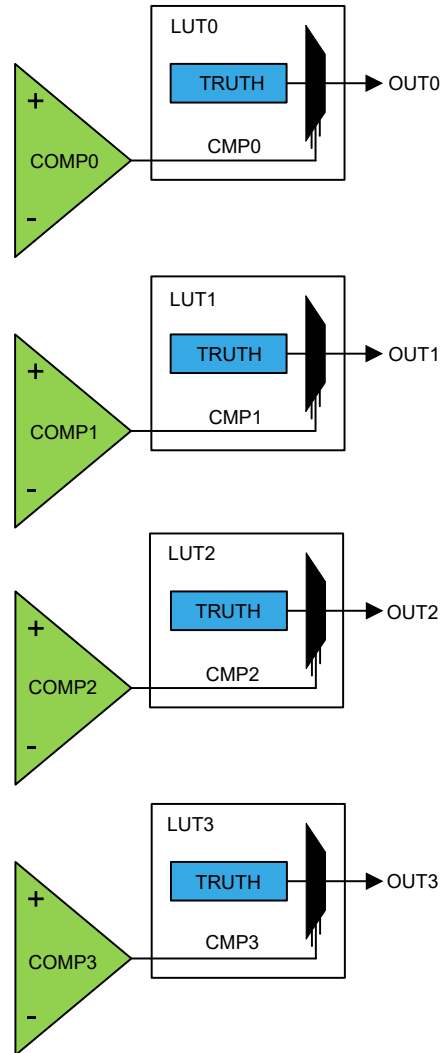 LUT0
TRUTH
OUT0
+
COMP0
CMP0
-
LUT1
TRUTH
OUT1
+
COMP1
CMP1
-
LUT2
TRUTH
OUT2
+
COMP2
CMP2
-
LUT3
TRUTH
OUT3
+
COMP3
CMP3
-